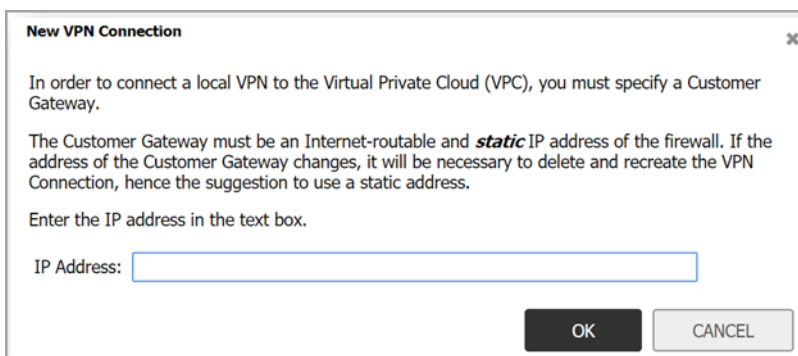 New VPN Connection
In order to connect a local VPN to the Virtual Private Cloud (VPC), you must specify a Customer
Gateway.
The Customer Gateway must be an Internet-routable and static IP address of the firewall. If the
address of the Customer Gateway changes, it will be necessary to delete and recreate the VPN
Connection, hence the suggestion to use a static address.
Enter the IP address in the text box.
IP Address:
OK CANCEL